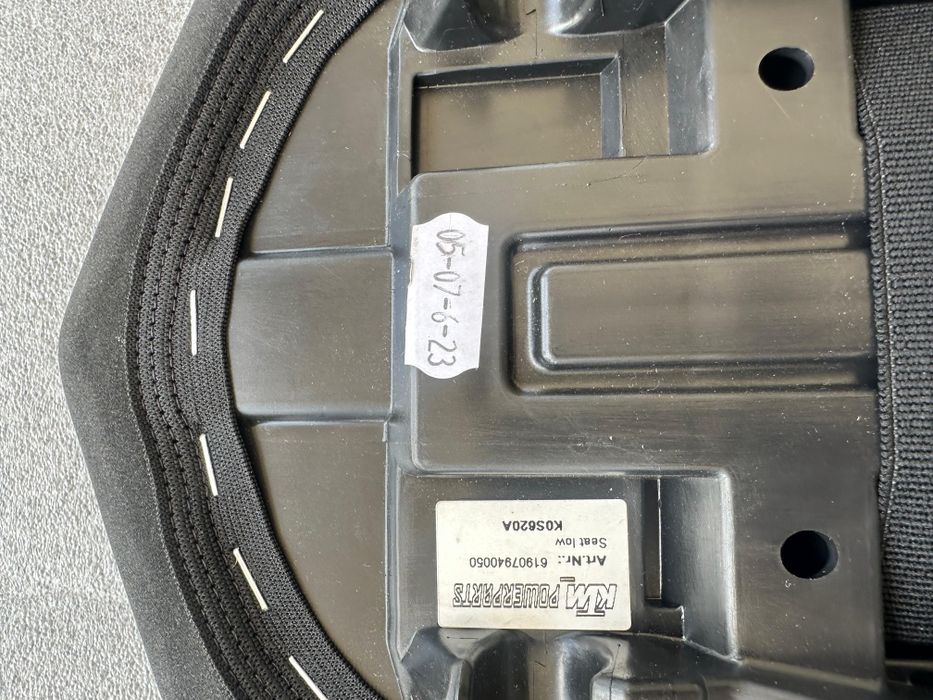 05-07-6-23
KTM POWERPARTS
Art.Nr.: 61907940050
Seat low
K0S620A